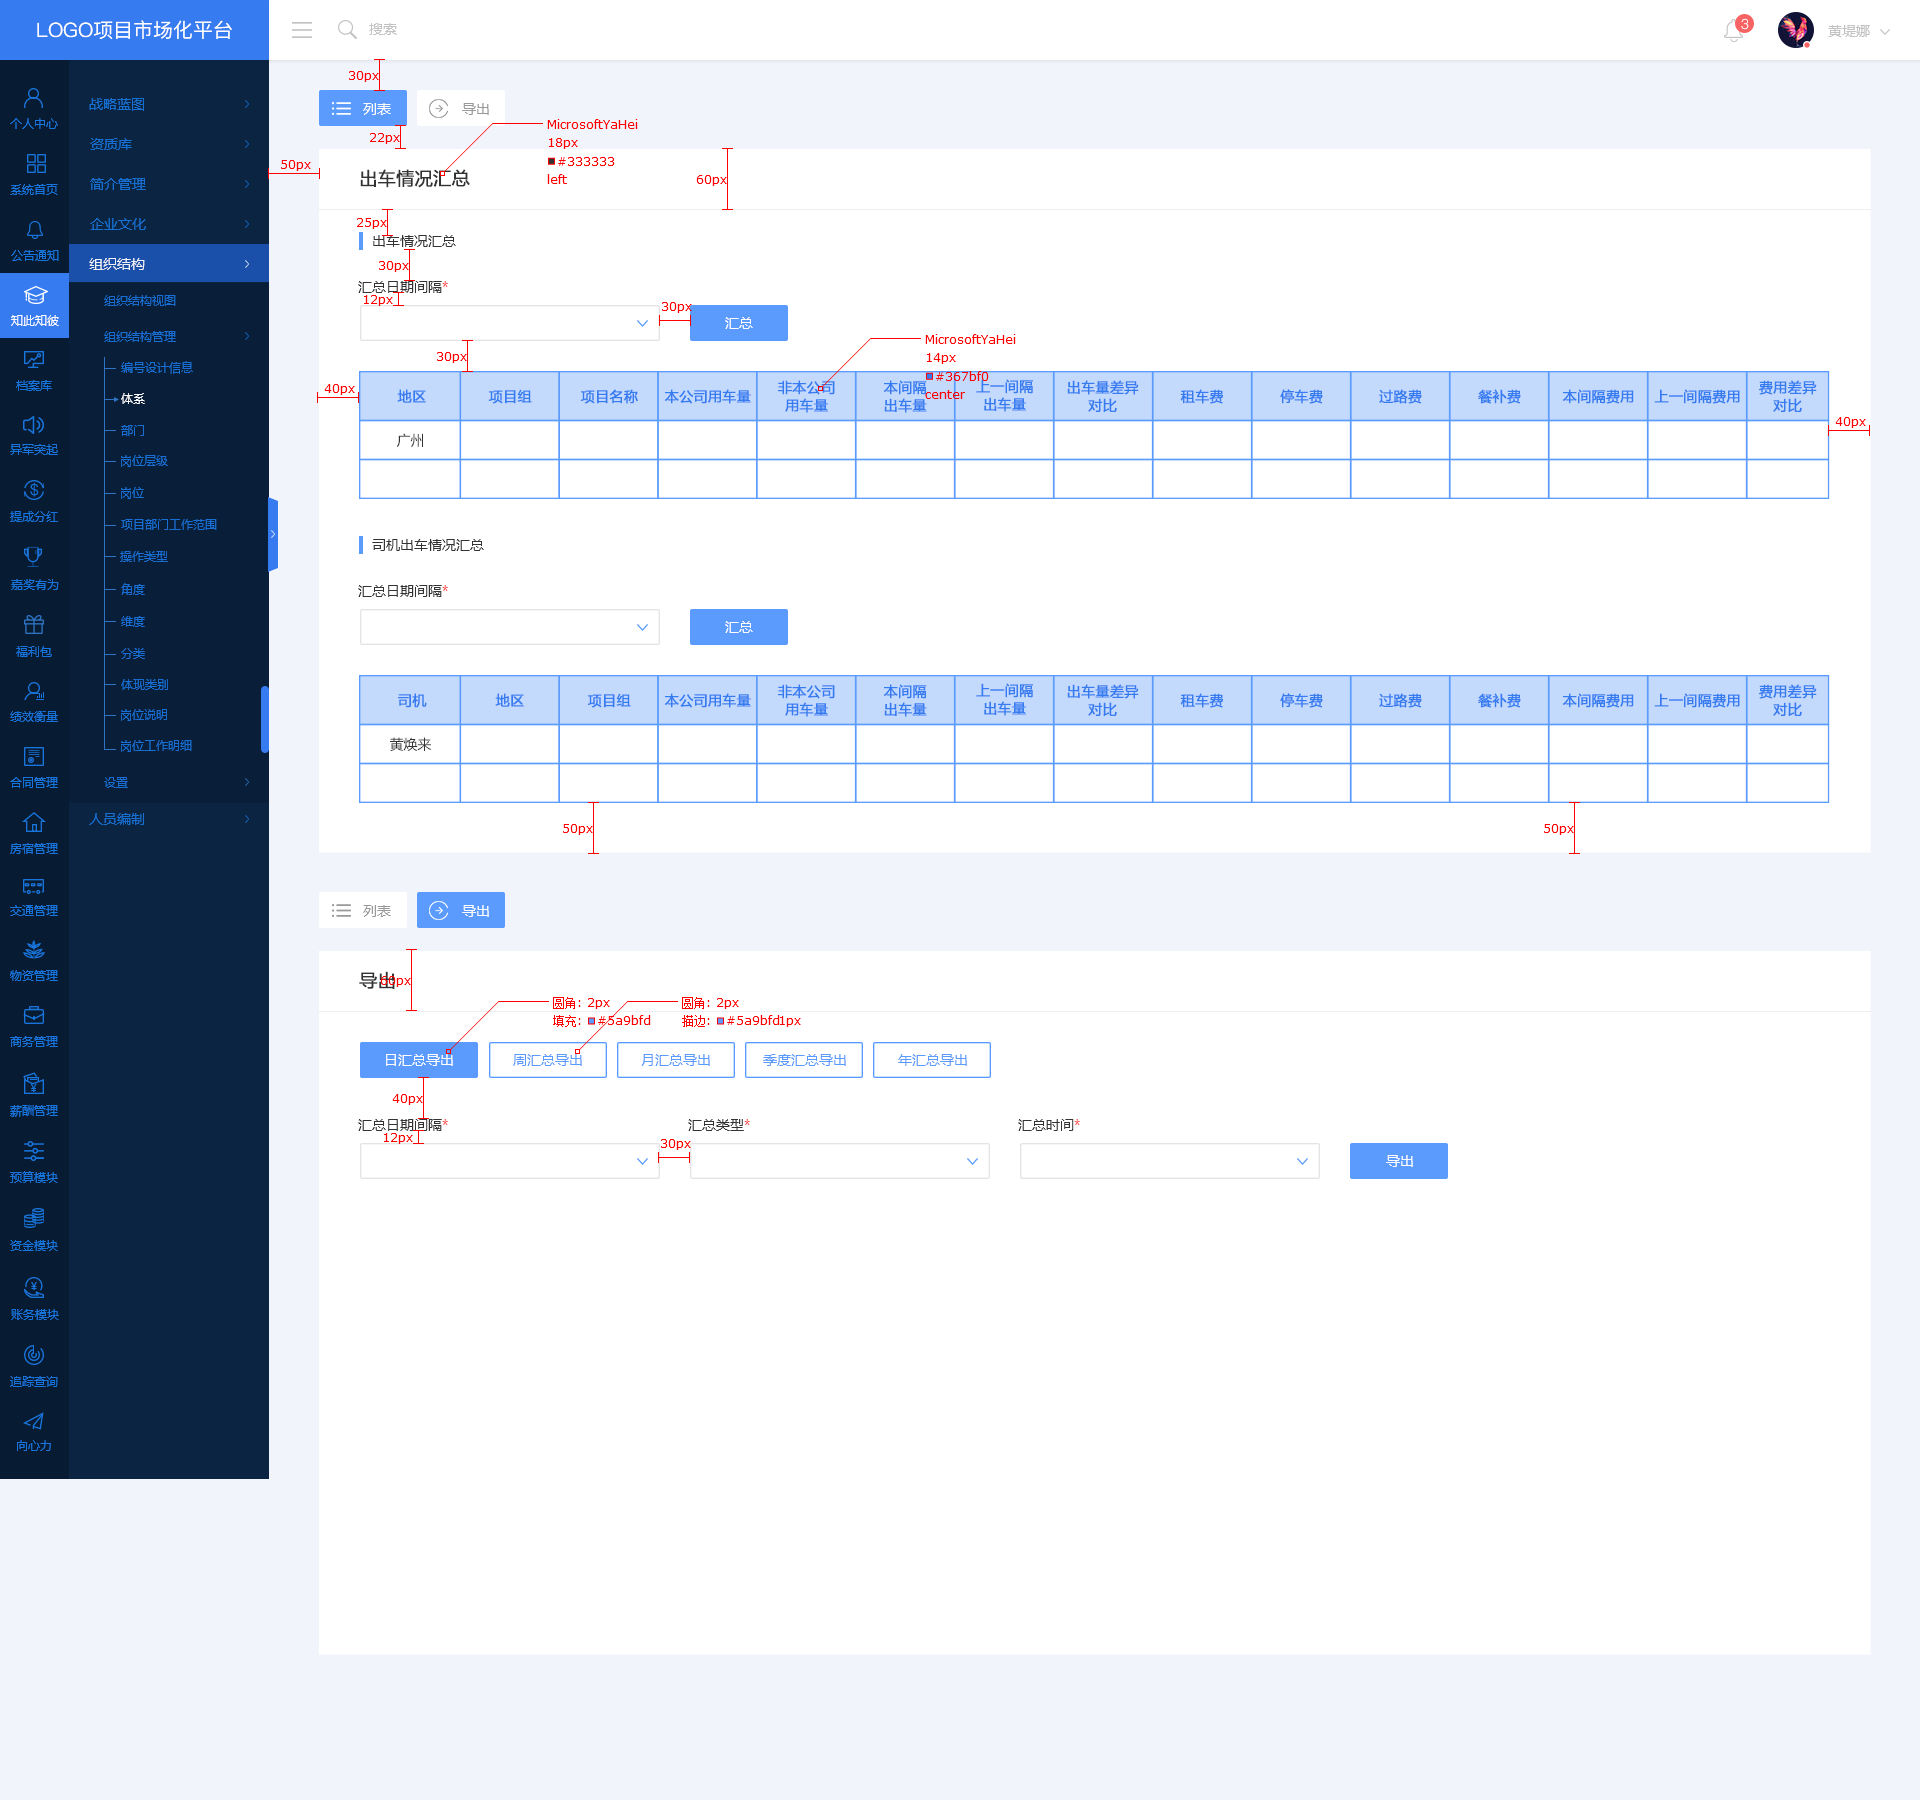 LOGO项目市场化平台
搜索
3
黄堤娜
个人中心
系统首页
公告通知
知此知彼
档案库
异军突起
提成分红
嘉奖有为
福利包
绩效衡量
合同管理
房宿管理
交通管理
物资管理
商务管理
薪酬管理
预算模块
资金模块
账务模块
追踪查询
向心力
战略蓝图
资质库
简介管理
企业文化
组织结构
组织结构视图
组织结构管理
编号设计信息
体系
部门
岗位层级
岗位
项目部门工作范围
操作类型
角度
维度
分类
体现类别
岗位说明
岗位工作明细
设置
人员编制
30px
列表
导出
22px
MicrosoftYaHei
18px
#333333
left
50px
出车情况汇总
60px
25px
出车情况汇总
30px
汇总日期间隔*
12px
30px
汇总
30px
MicrosoftYaHei
14px
#367bf0
center
40px
地区 项目组 项目名称 本公司用车量 非本公司用车量 本间隔出车量 上一间隔出车量 出车量差异对比 租车费 停车费 过路费 餐补费 本间隔费用 上一间隔费用 费用差异对比
广州
40px
司机出车情况汇总
汇总日期间隔*
汇总
司机 地区 项目组 本公司用车量 非本公司用车量 本间隔出车量 上一间隔出车量 出车量差异对比 租车费 停车费 过路费 餐补费 本间隔费用 上一间隔费用 费用差异对比
黄焕来
50px
50px
列表
导出
导出
圆角：2px
填充：#5a9bfd
圆角：2px
描边：#5a9bfd1px
日汇总导出
周汇总导出
月汇总导出
季度汇总导出
年汇总导出
40px
汇总日期间隔*
汇总类型*
汇总时间*
12px
30px
导出